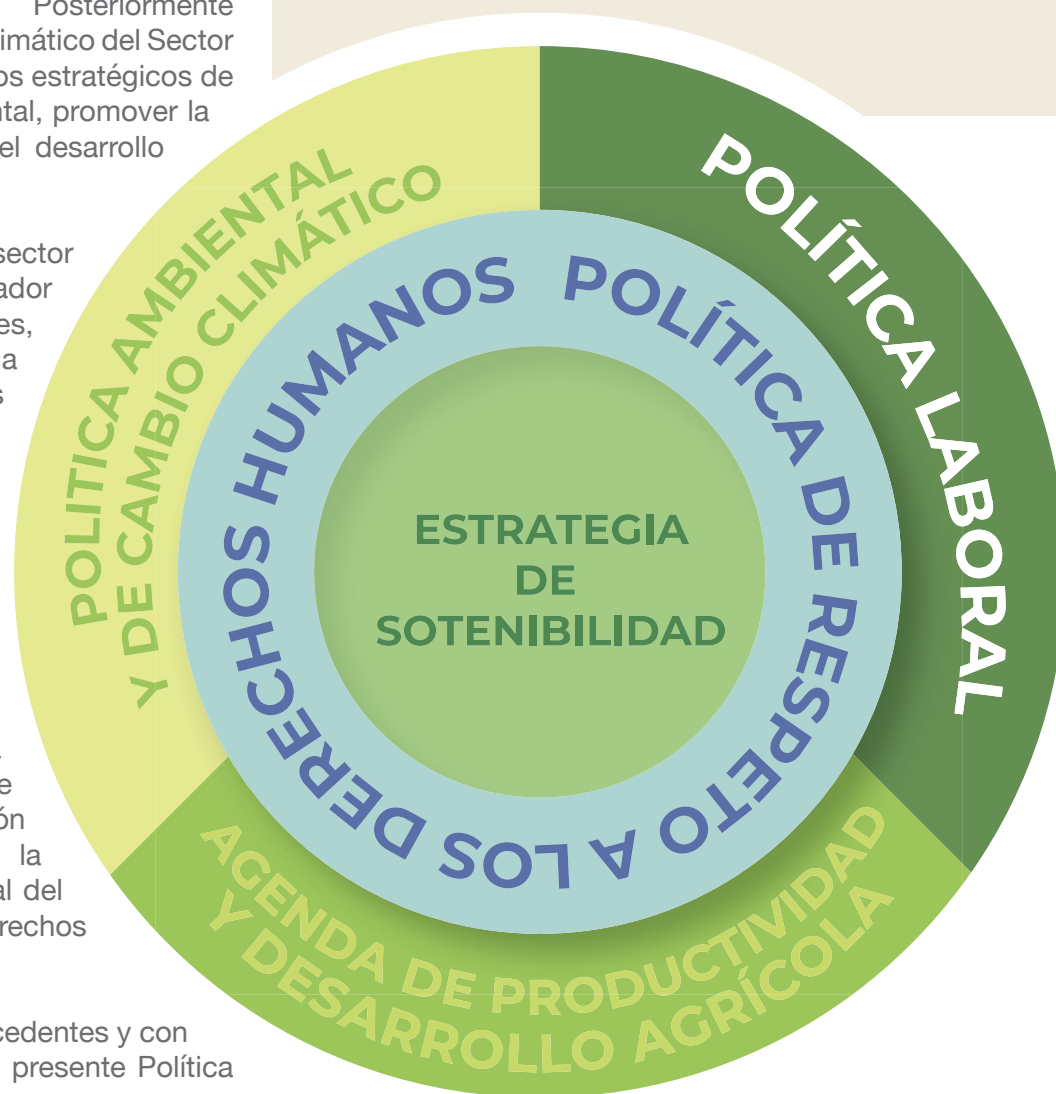 Posteriormente
imático del Sector
os estratégicos de
ntal, promover la
el desarrollo
sector
ador
es,
a
s
e
ón
la
al del
rechos
cedentes y con
presente Política
POLITICA AMBIENTAL
Y DE CAMBIO CLIMÁTICO
POLÍTICA LABORAL
AGENDA DE PRODUCTIVIDAD
Y DESARROLLO AGRÍCOLA
POLÍTICA DE RESPETO A LOS DERECHOS HUMANOS
ESTRATEGIA
DE
SOTENIBILIDAD